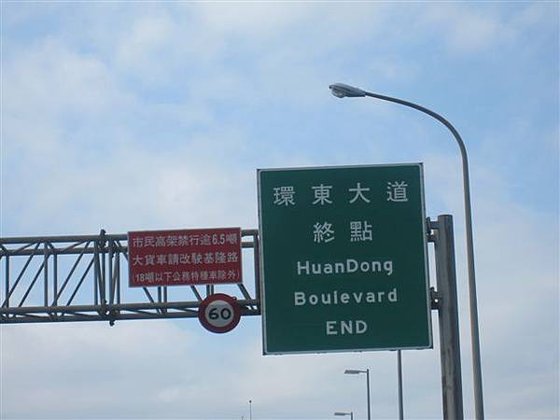 市民高架禁行逾6.5噸
大貨車請改駛基隆路
(18噸以下公務特種車除外)
60
環東大道
終點
HuanDong
Boulevard
END